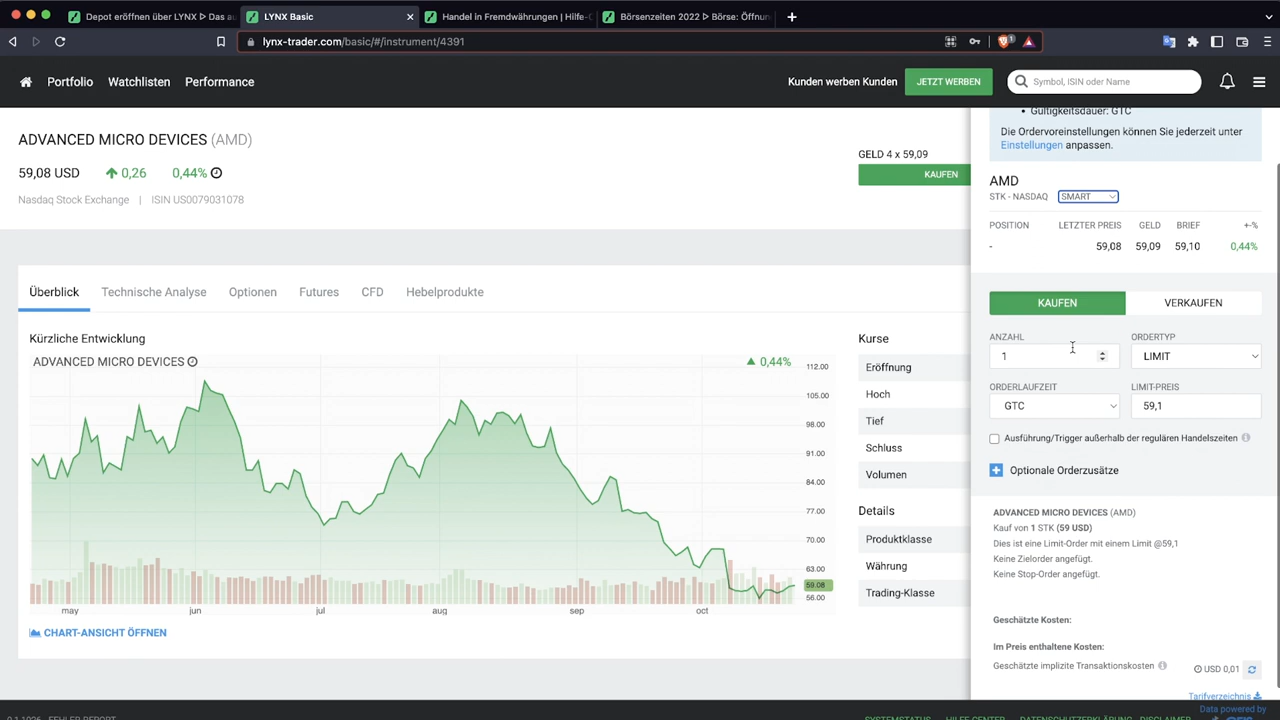 Depot eröffnen über LYNX ᐅ Das au
LYNX Basic
Handel in Fremdwährungen | Hilfe-C
Börsenzeiten 2022 ᐅ Börse: Öffnun
lynx-trader.com/basic/#/instrument/4391
1
Portfolio
Watchlisten
Performance
Kunden werben Kunden
JETZT WERBEN
Symbol, ISIN oder Name
ADVANCED MICRO DEVICES (AMD)
59,08 USD
0,26
0,44%
Nasdaq Stock Exchange | ISIN US0079031078
GELD 4 x 59,09
KAUFEN
Überblick
Technische Analyse
Optionen
Futures
CFD
Hebelprodukte
Kürzliche Entwicklung
ADVANCED MICRO DEVICES
0,44%
112.00
105.00
98.00
91.00
84.00
77.00
70.00
63.00
59.08
56.00
may
jun
jul
aug
sep
oct
CHART-ANSICHT ÖFFNEN
Kurse
Eröffnung
Hoch
Tief
Schluss
Volumen
Details
Produktklasse
Währung
Trading-Klasse
• Gültigkeitsdauer: GTC
Die Ordervoreinstellungen können Sie jederzeit unter
Einstellungen anpassen.
AMD
STK - NASDAQ
SMART
POSITION LETZTER PREIS GELD BRIEF +-%
- 59,08 59,09 59,10 0,44%
KAUFEN
VERKAUFEN
ANZAHL
ORDERTYP
1
LIMIT
ORDERLAUFZEIT
LIMIT-PREIS
GTC
59,1
Ausführung/Trigger außerhalb der regulären Handelszeiten
Optionale Orderzusätze
ADVANCED MICRO DEVICES (AMD)
Kauf von 1 STK (59 USD)
Dies ist eine Limit-Order mit einem Limit @59,1
Keine Zielorder angefügt.
Keine Stop-Order angefügt.
Geschätzte Kosten:
Im Preis enthaltene Kosten:
Geschätzte implizite Transaktionskosten
USD 0,01
Tarifverzeichnis
Data powered by
0.1.1026 FEHLER REPORT
SYSTEMSTATUS
HILFE CENTER
DATENSCHUTZERKLÄRUNG
DISCLAIMER